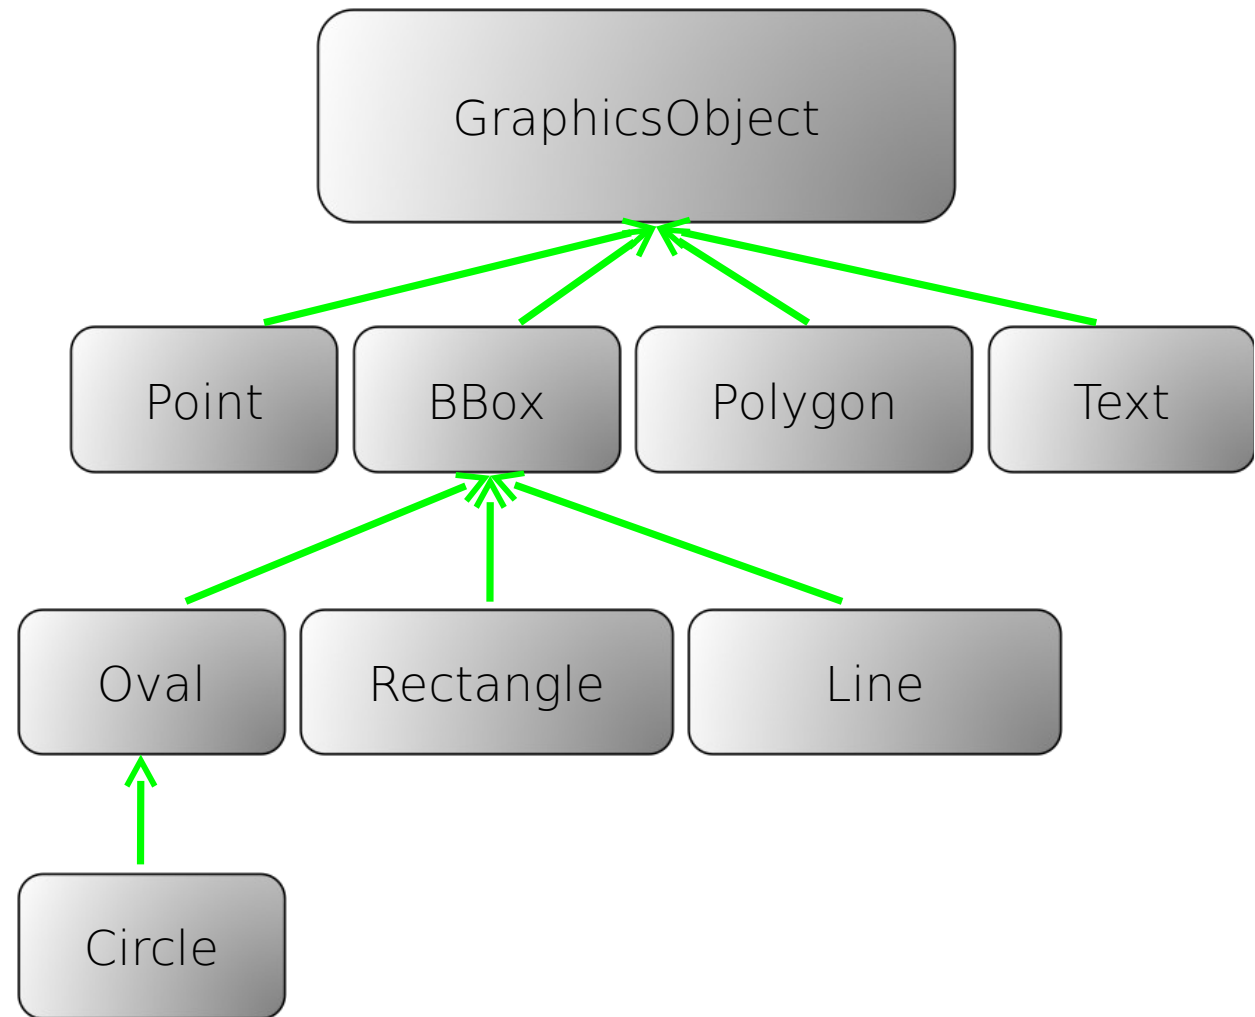 GraphicsObject
Point
BBox
Polygon
Text
Oval
Rectangle
Line
Circle